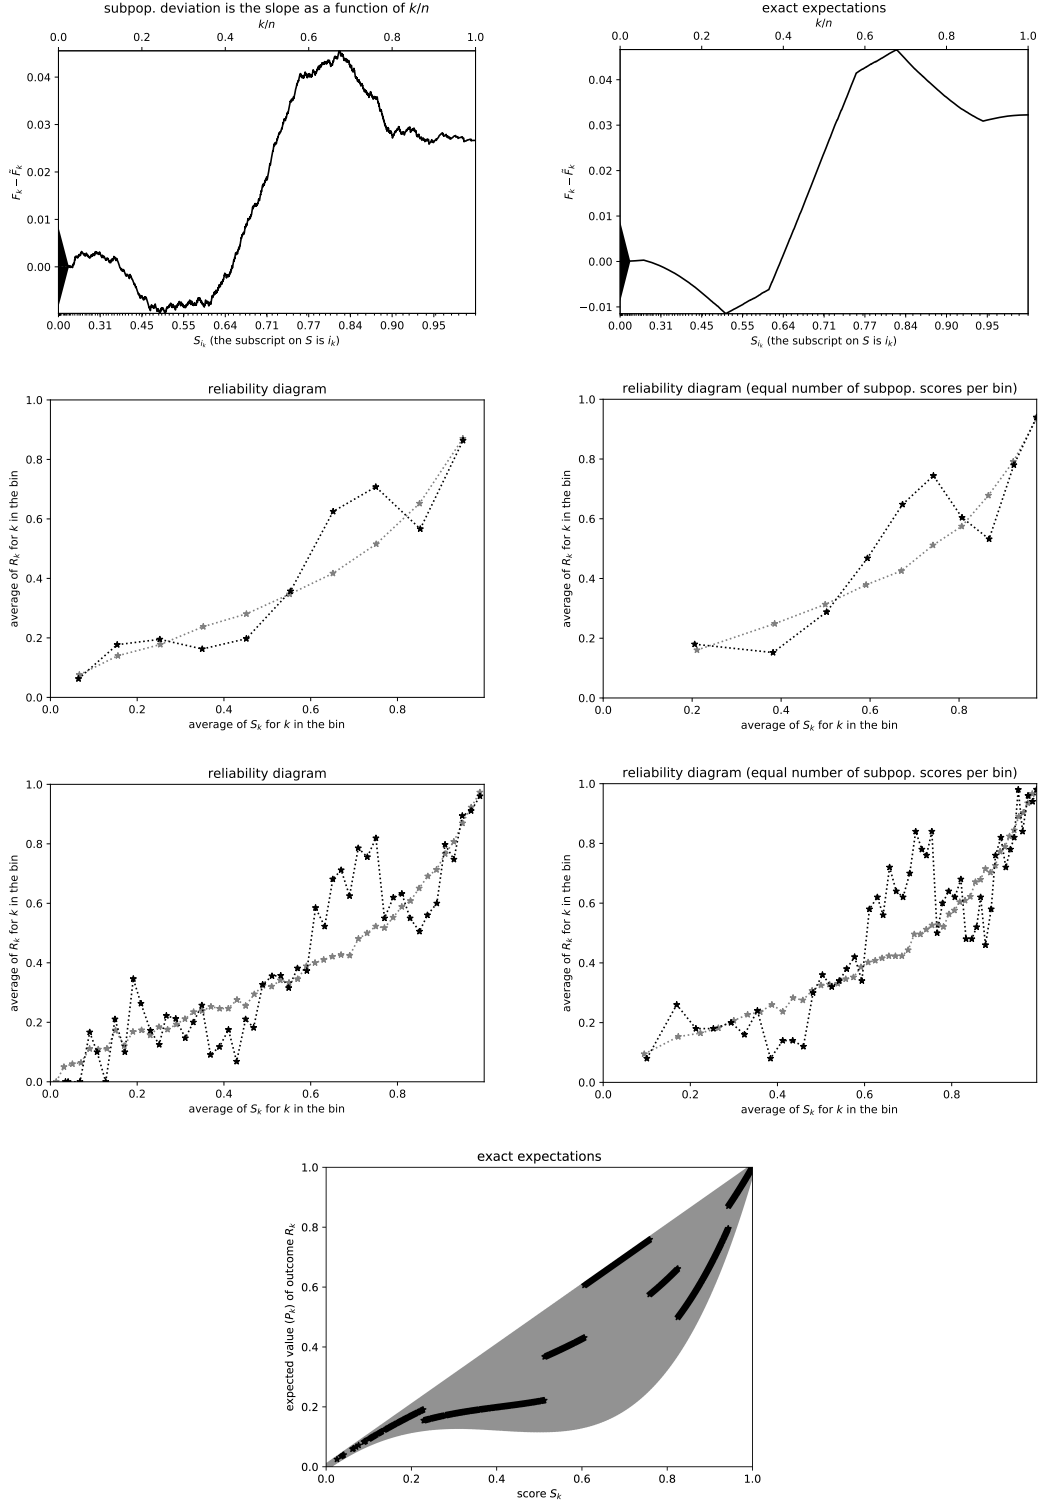 subpop. deviation is the slope as a function of k/n
k/n
0.0 0.2 0.4 0.6 0.8 1.0
0.04
0.03
0.02
0.01
0.00
F_k − F̃_k
0.00 0.31 0.45 0.55 0.64 0.71 0.77 0.84 0.90 0.95
S_{i_k} (the subscript on S is i_k)
exact expectations
k/n
0.0 0.2 0.4 0.6 0.8 1.0
0.04
0.03
0.02
0.01
0.00
−0.01
F_k − F̃_k
0.00 0.31 0.45 0.55 0.64 0.71 0.77 0.84 0.90 0.95
S_{i_k} (the subscript on S is i_k)
reliability diagram
1.0
0.8
0.6
0.4
0.2
0.0
average of R_k for k in the bin
0.0 0.2 0.4 0.6 0.8
average of S_k for k in the bin
reliability diagram (equal number of subpop. scores per bin)
1.0
0.8
0.6
0.4
0.2
0.0
average of R_k for k in the bin
0.0 0.2 0.4 0.6 0.8
average of S_k for k in the bin
reliability diagram
1.0
0.8
0.6
0.4
0.2
0.0
average of R_k for k in the bin
0.0 0.2 0.4 0.6 0.8
average of S_k for k in the bin
reliability diagram (equal number of subpop. scores per bin)
1.0
0.8
0.6
0.4
0.2
0.0
average of R_k for k in the bin
0.0 0.2 0.4 0.6 0.8
average of S_k for k in the bin
exact expectations
1.0
0.8
0.6
0.4
0.2
0.0
expected value (P_k) of outcome R_k
0.0 0.2 0.4 0.6 0.8 1.0
score S_k